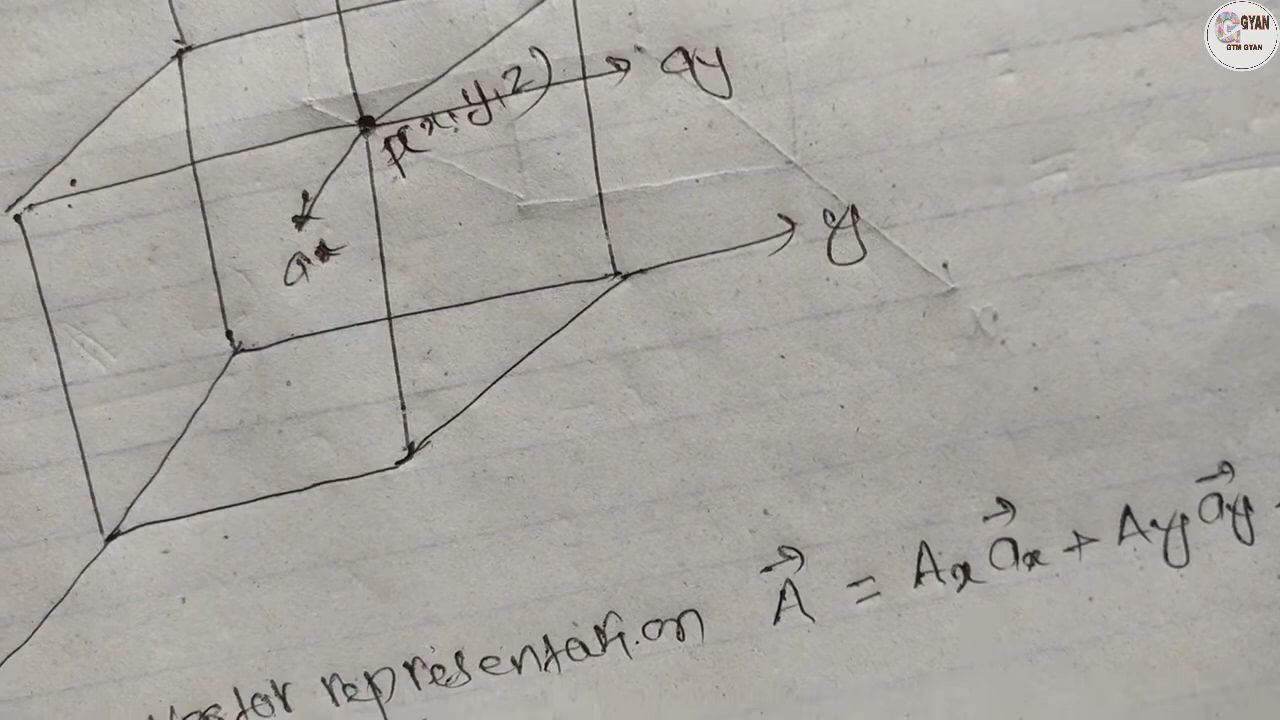 GYAN
GTM GYAN
ay
P(x,y,z)
ax
y
Vector representation A⃗ = Ax a⃗x + Ay a⃗y